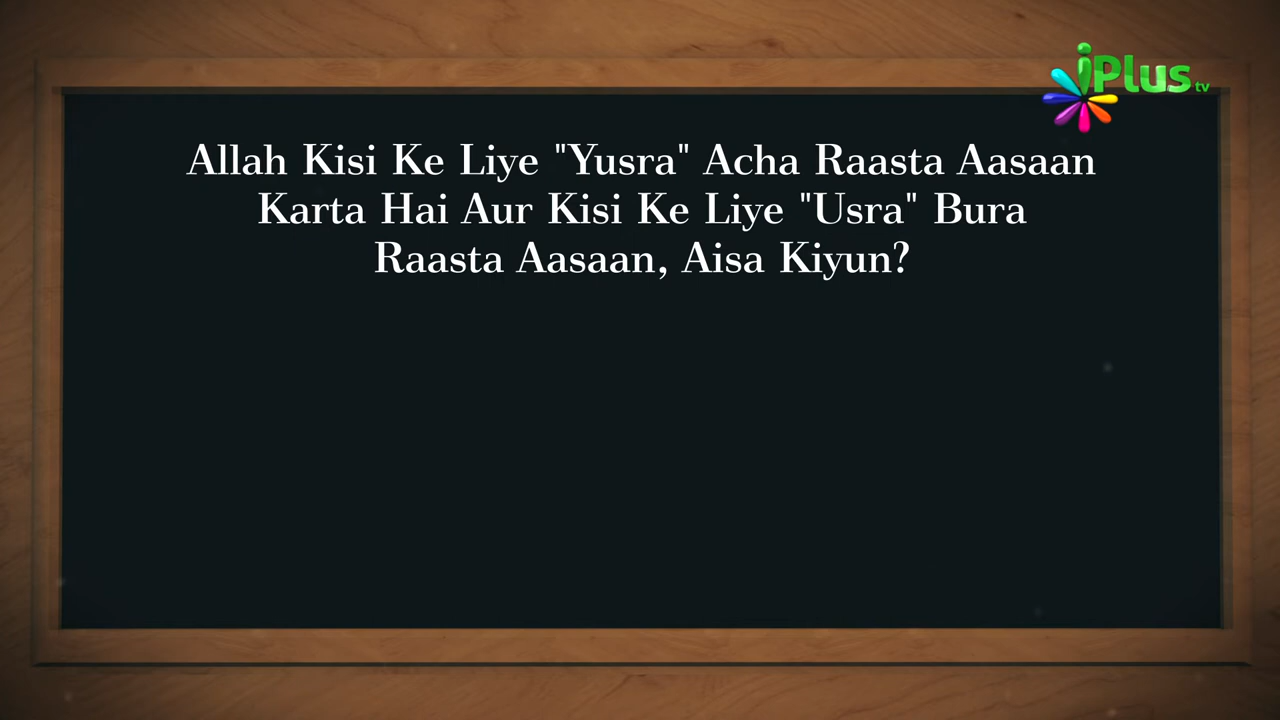 iPlus tv
Allah Kisi Ke Liye "Yusra" Acha Raasta Aasaan
Karta Hai Aur Kisi Ke Liye "Usra" Bura
Raasta Aasaan, Aisa Kiyun?